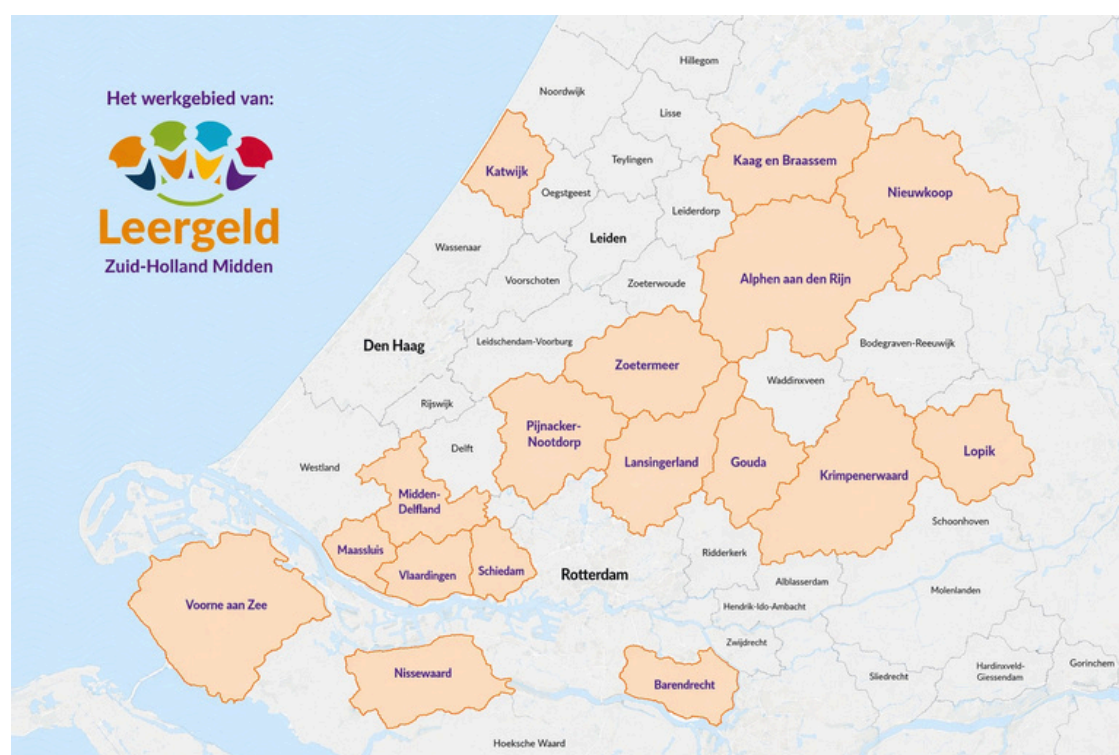 Het werkgebied van:
Leergeld
Zuid-Holland Midden
Hillegom
Noordwijk
Lisse
Katwijk
Teylingen
Kaag en Braassem
Nieuwkoop
Oegstgeest
Leiderdorp
Leiden
Wassenaar
Voorschoten
Zoeterwoude
Alphen aan den Rijn
Den Haag
Leidschendam-Voorburg
Bodegraven-Reeuwijk
Zoetermeer
Waddinxveen
Rijswijk
Pijnacker-
Nootdorp
Delft
Westland
Lansingerland
Gouda
Krimpenerwaard
Lopik
Midden-
Delfland
Schoonhoven
Maassluis
Vlaardingen
Schiedam
Rotterdam
Ridderkerk
Alblasserdam
Molenlanden
Voorne aan Zee
Hendrik-Ido-Ambacht
Zwijdrecht
Nissewaard
Barendrecht
Sliedrecht
Hardinxveld-
Giessendam
Gorinchem
Hoeksche Waard